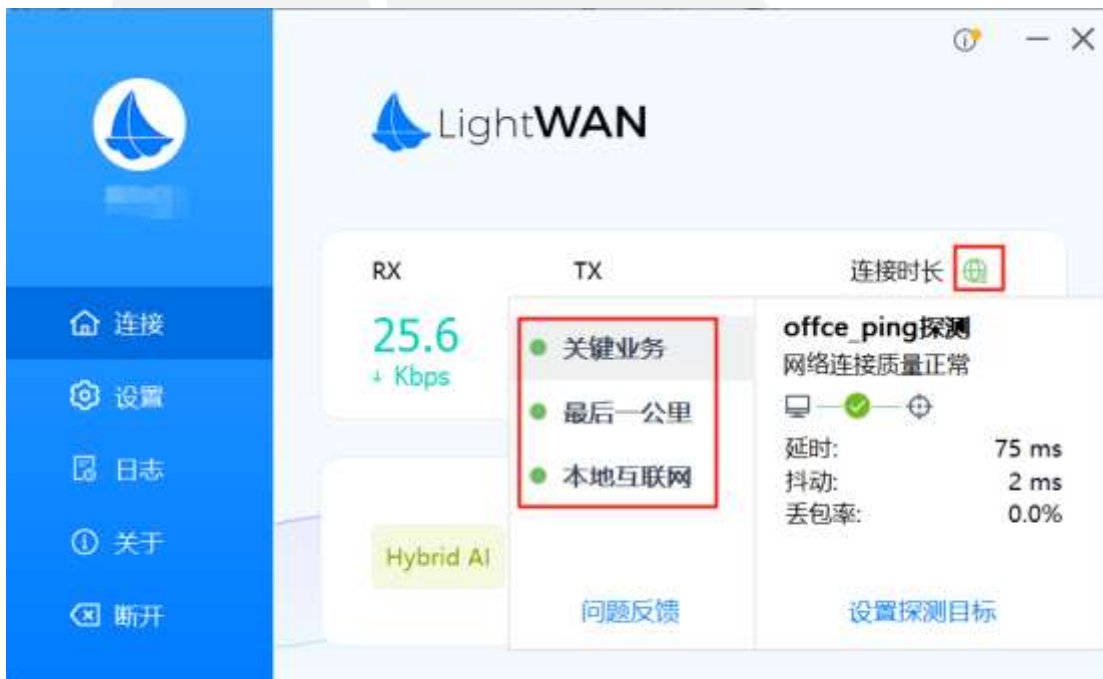 LightWAN
RX
TX
连接时长
连接
设置
日志
关于
断开
25.6
↓ Kbps
Hybrid AI
关键业务
最后一公里
本地互联网
问题反馈
offce_ping探测
网络连接质量正常
延时: 75 ms
抖动: 2 ms
丢包率: 0.0%
设置探测目标